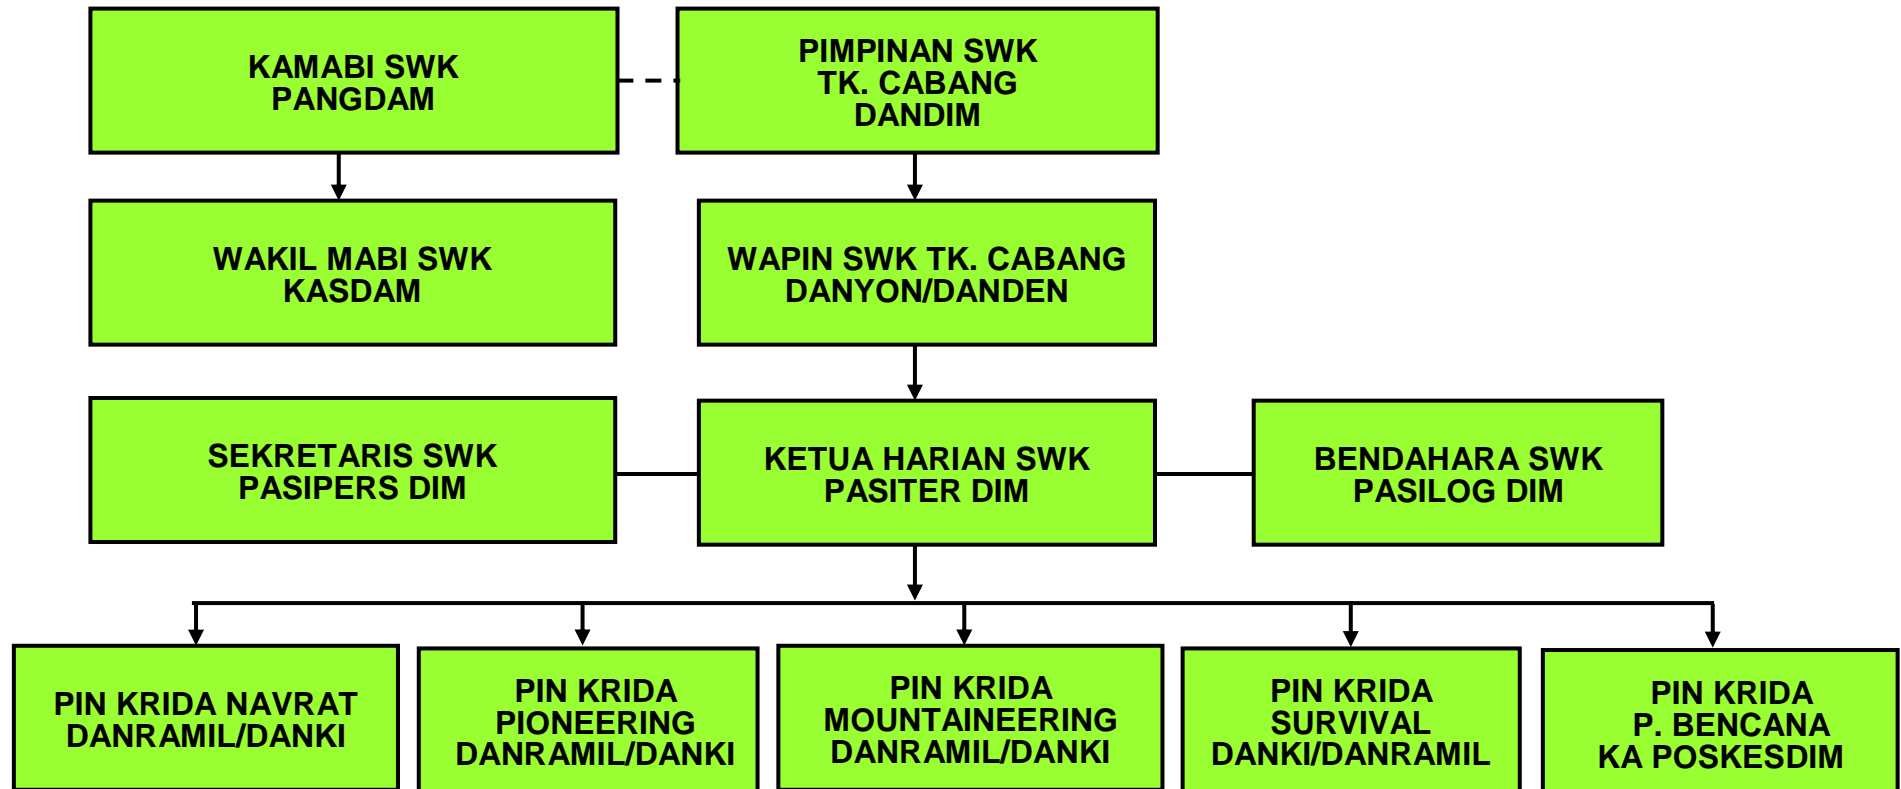 KAMABI SWK
PANGDAM
PIMPINAN SWK
TK. CABANG
DANDIM
WAKIL MABI SWK
KASDAM
WAPIN SWK TK. CABANG
DANYON/DANDEN
SEKRETARIS SWK
PASIPERS DIM
KETUA HARIAN SWK
PASITER DIM
BENDAHARA SWK
PASILOG DIM
PIN KRIDA NAVRAT
DANRAMIL/DANKI
PIN KRIDA
PIONEERING
DANRAMIL/DANKI
PIN KRIDA
MOUNTAINEERING
DANRAMIL/DANKI
PIN KRIDA
SURVIVAL
DANKI/DANRAMIL
PIN KRIDA
P. BENCANA
KA POSKESDIM